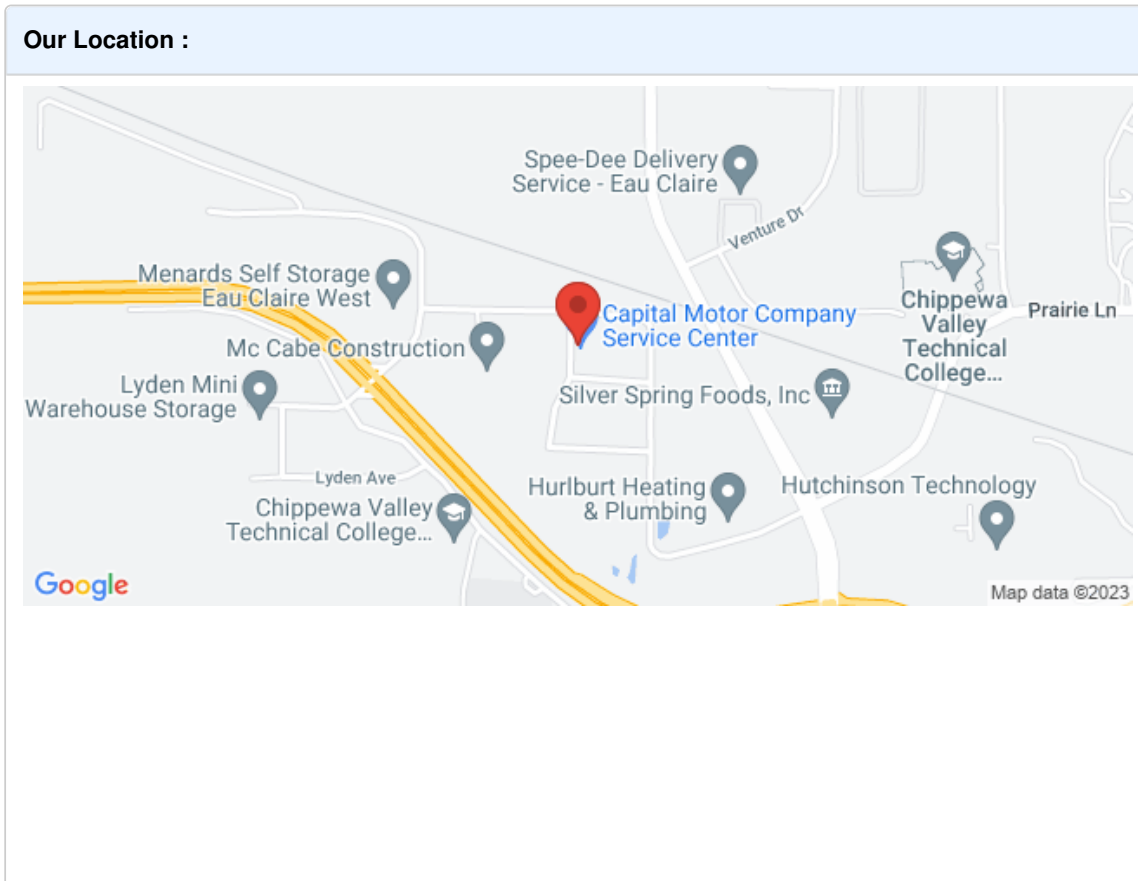 Our Location :
Spee-Dee Delivery
Service - Eau Claire
Venture Dr
Menards Self Storage
Eau Claire West
Chippewa
Valley
Technical
College...
Prairie Ln
Capital Motor Company
Service Center
Mc Cabe Construction
Lyden Mini
Warehouse Storage
Silver Spring Foods, Inc
Lyden Ave
Hurlburt Heating
& Plumbing
Hutchinson Technology
Chippewa Valley
Technical College...
Google
Map data ©2023